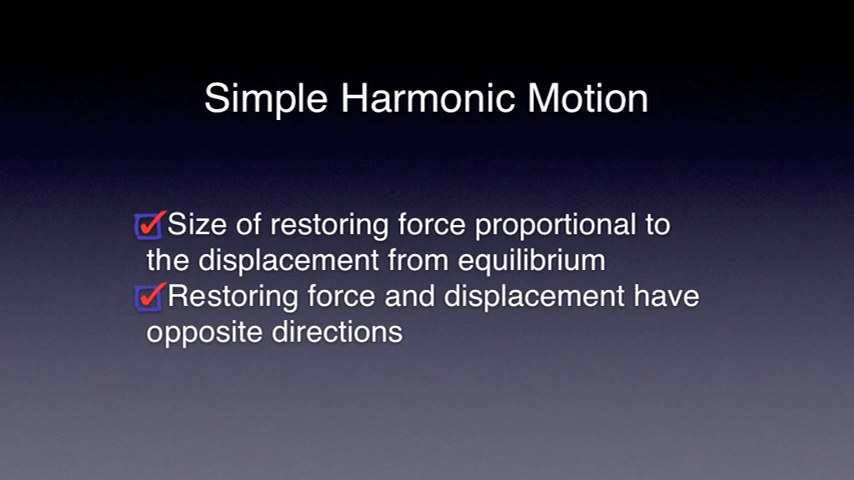 Simple Harmonic Motion
Size of restoring force proportional to
the displacement from equilibrium
Restoring force and displacement have
opposite directions